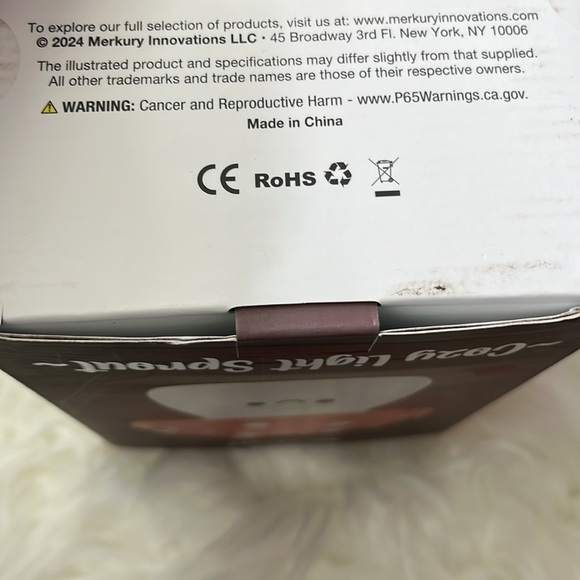 To explore our full selection of products, visit us at: www.merkuryinnovations.com
© 2024 Merkury Innovations LLC • 45 Broadway 3rd Fl. New York, NY 10006
The illustrated product and specifications may differ slightly from that supplied.
All other trademarks and trade names are those of their respective owners.
WARNING: Cancer and Reproductive Harm - www.P65Warnings.ca.gov.
Made in China
CE RoHS
~Cozy Light Sprout~